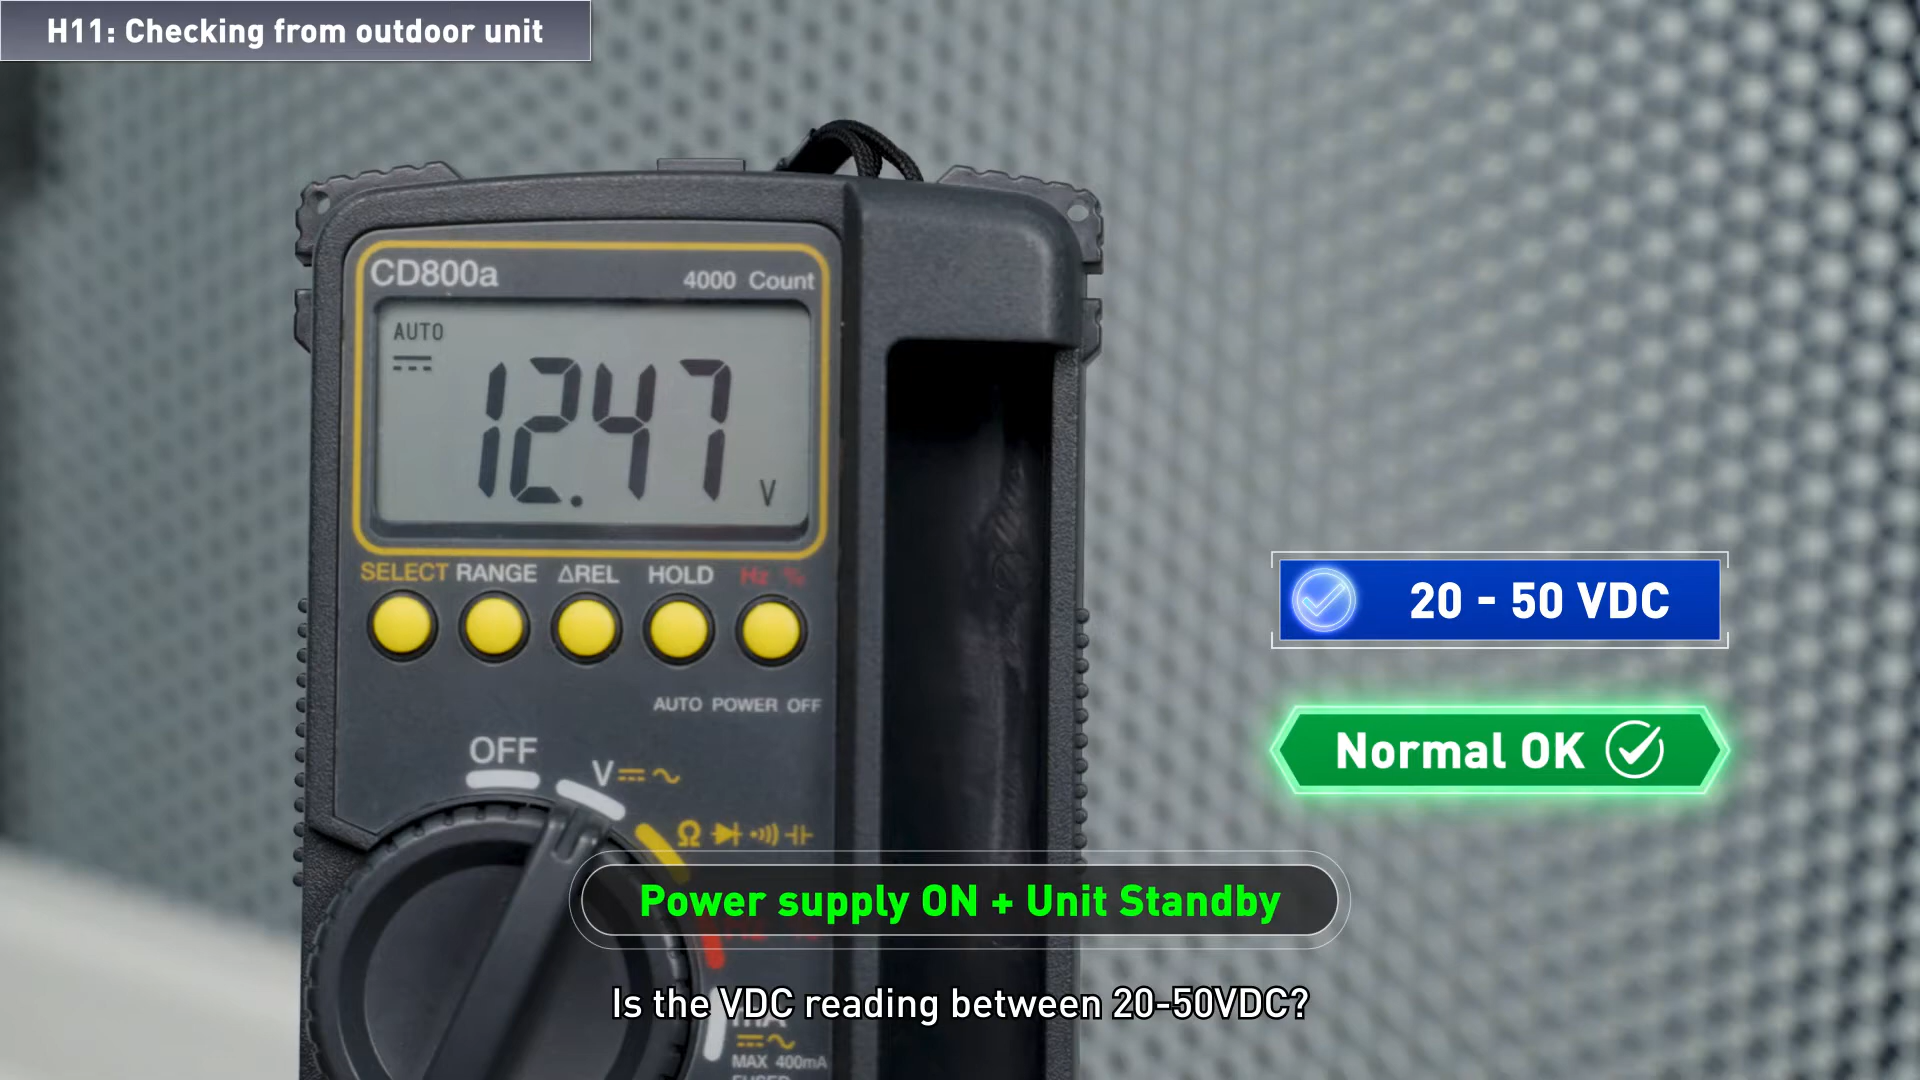 H11: Checking from outdoor unit
CD800a
4000 Count
AUTO
12.47
V
SELECT RANGE ΔREL HOLD Hz %
AUTO POWER OFF
OFF
V
Ω
20 - 50 VDC
Normal OK
Power supply ON + Unit Standby
Is the VDC reading between 20-50VDC?
mA
MAX 400mA
FUSED